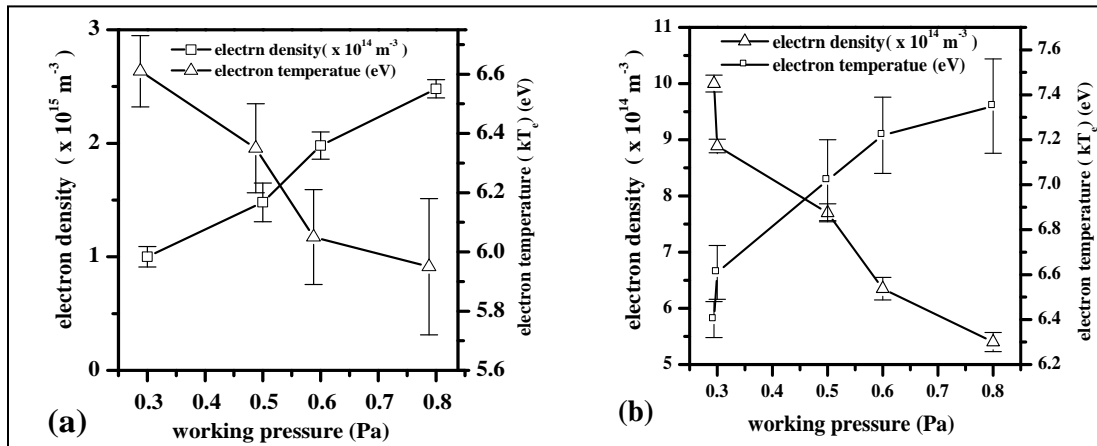 electrn density( x 10^14 m^-3)
electron temperatue (eV)
3
2
1
0
electron density ( x 10^15 m^-3)
6.6
6.4
6.2
6.0
5.8
5.6
electron temperature ( kT_e) (eV)
0.3 0.4 0.5 0.6 0.7 0.8
working pressure (Pa)
(a)
electrn density( x 10^14 m^-3)
electron temperatue (eV)
10
9
8
7
6
5
electron density ( x 10^14 m^-3)
7.6
7.4
7.2
7.0
6.8
6.6
6.4
6.2
electron temperature ( kT_e) (eV)
0.3 0.4 0.5 0.6 0.7 0.8
working pressure (Pa)
(b)